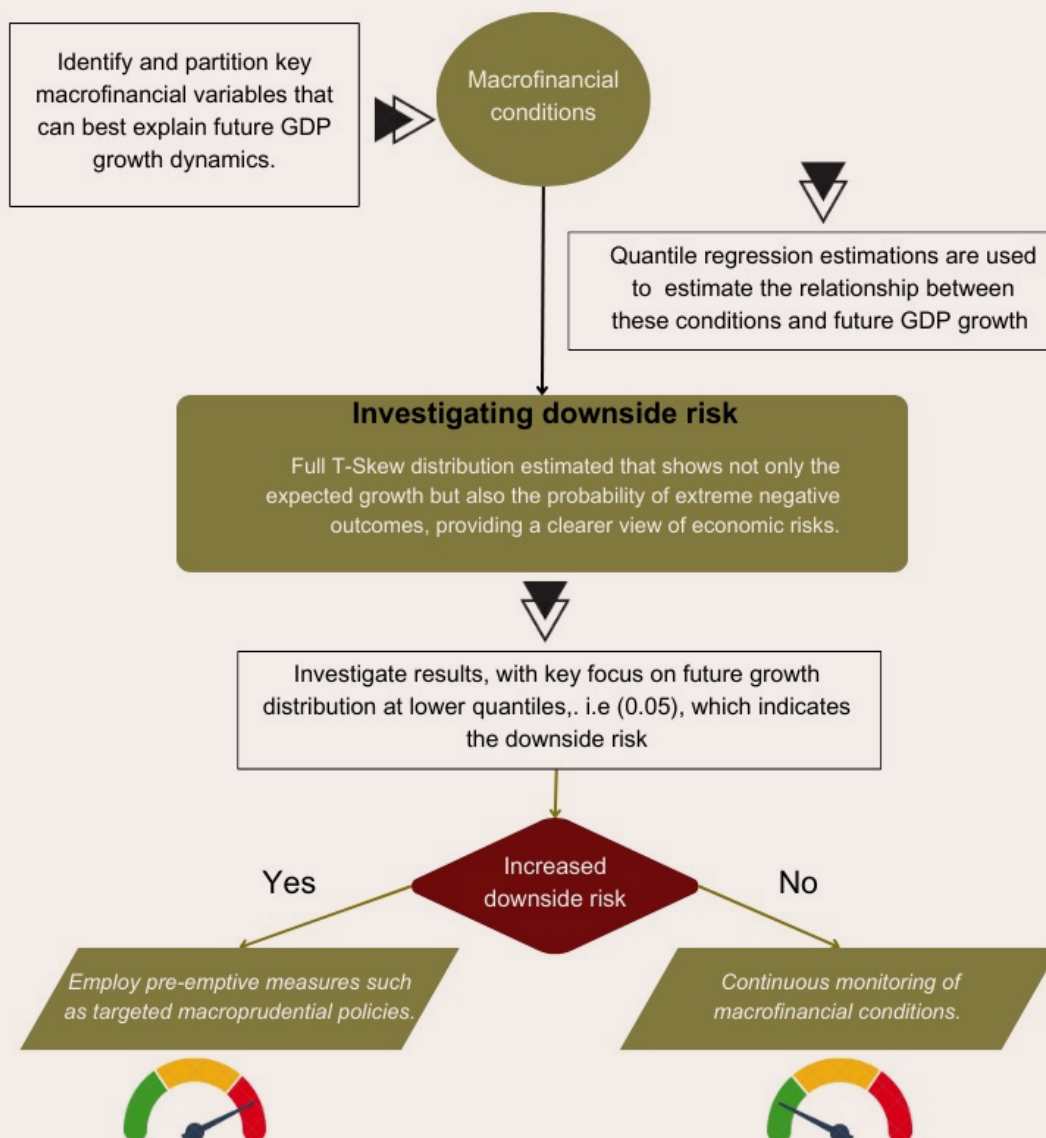 Identify and partition key
macrofinancial variables that
can best explain future GDP
growth dynamics.
Macrofinancial
conditions
Quantile regression estimations are used
to estimate the relationship between
these conditions and future GDP growth
Investigating downside risk
Full T-Skew distribution estimated that shows not only the
expected growth but also the probability of extreme negative
outcomes, providing a clearer view of economic risks.
Investigate results, with key focus on future growth
distribution at lower quantiles,. i.e (0.05), which indicates
the downside risk
Increased
downside risk
Yes
No
Employ pre-emptive measures such
as targeted macroprudential policies.
Continuous monitoring of
macrofinancial conditions.